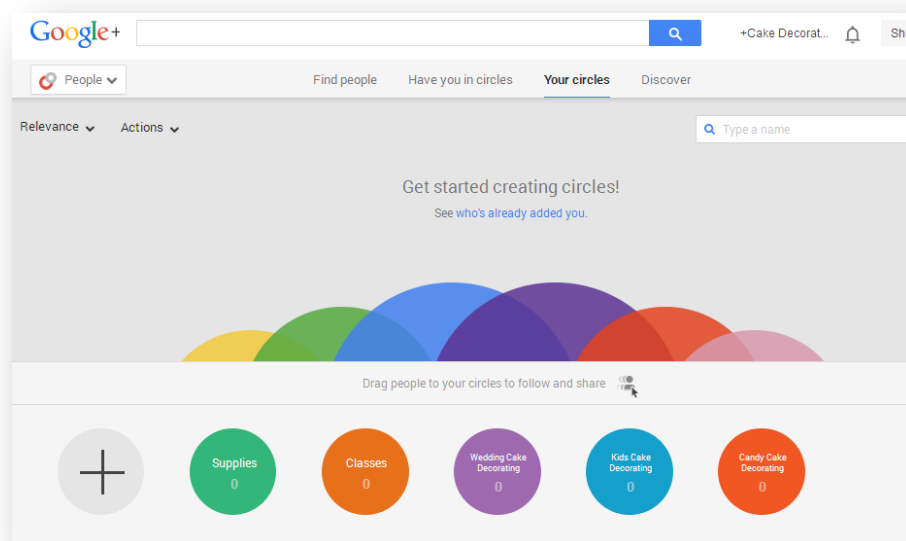 Google+
+Cake Decorat...
Sh
People
Find people
Have you in circles
Your circles
Discover
Relevance
Actions
Type a name
Get started creating circles!
See who's already added you.
Drag people to your circles to follow and share
Supplies
0
Classes
0
Wedding Cake
Decorating
0
Kids Cake
Decorating
0
Candy Cake
Decorating
0